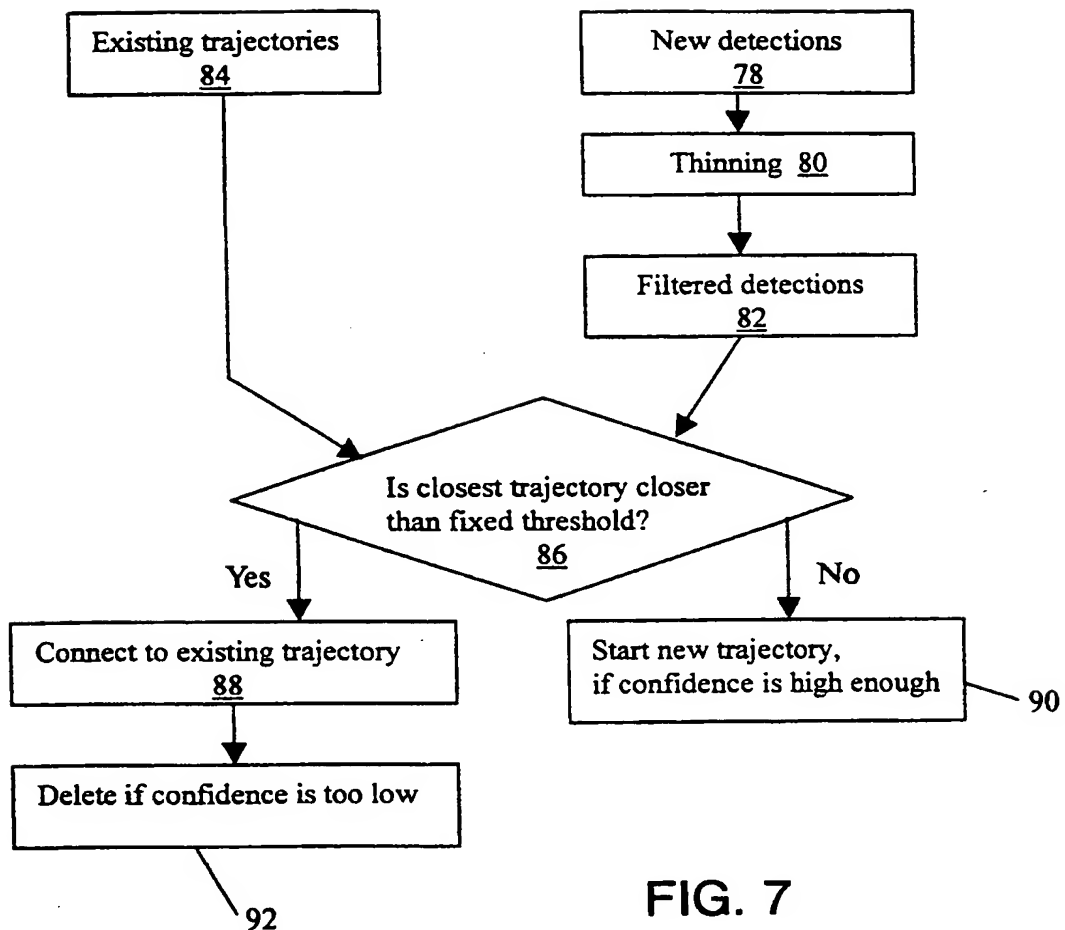 Existing trajectories
84
New detections
78
Thinning 80
Filtered detections
82
Is closest trajectory closer
than fixed threshold?
86
Yes
No
Connect to existing trajectory
88
Start new trajectory,
if confidence is high enough
90
Delete if confidence is too low
92
FIG. 7